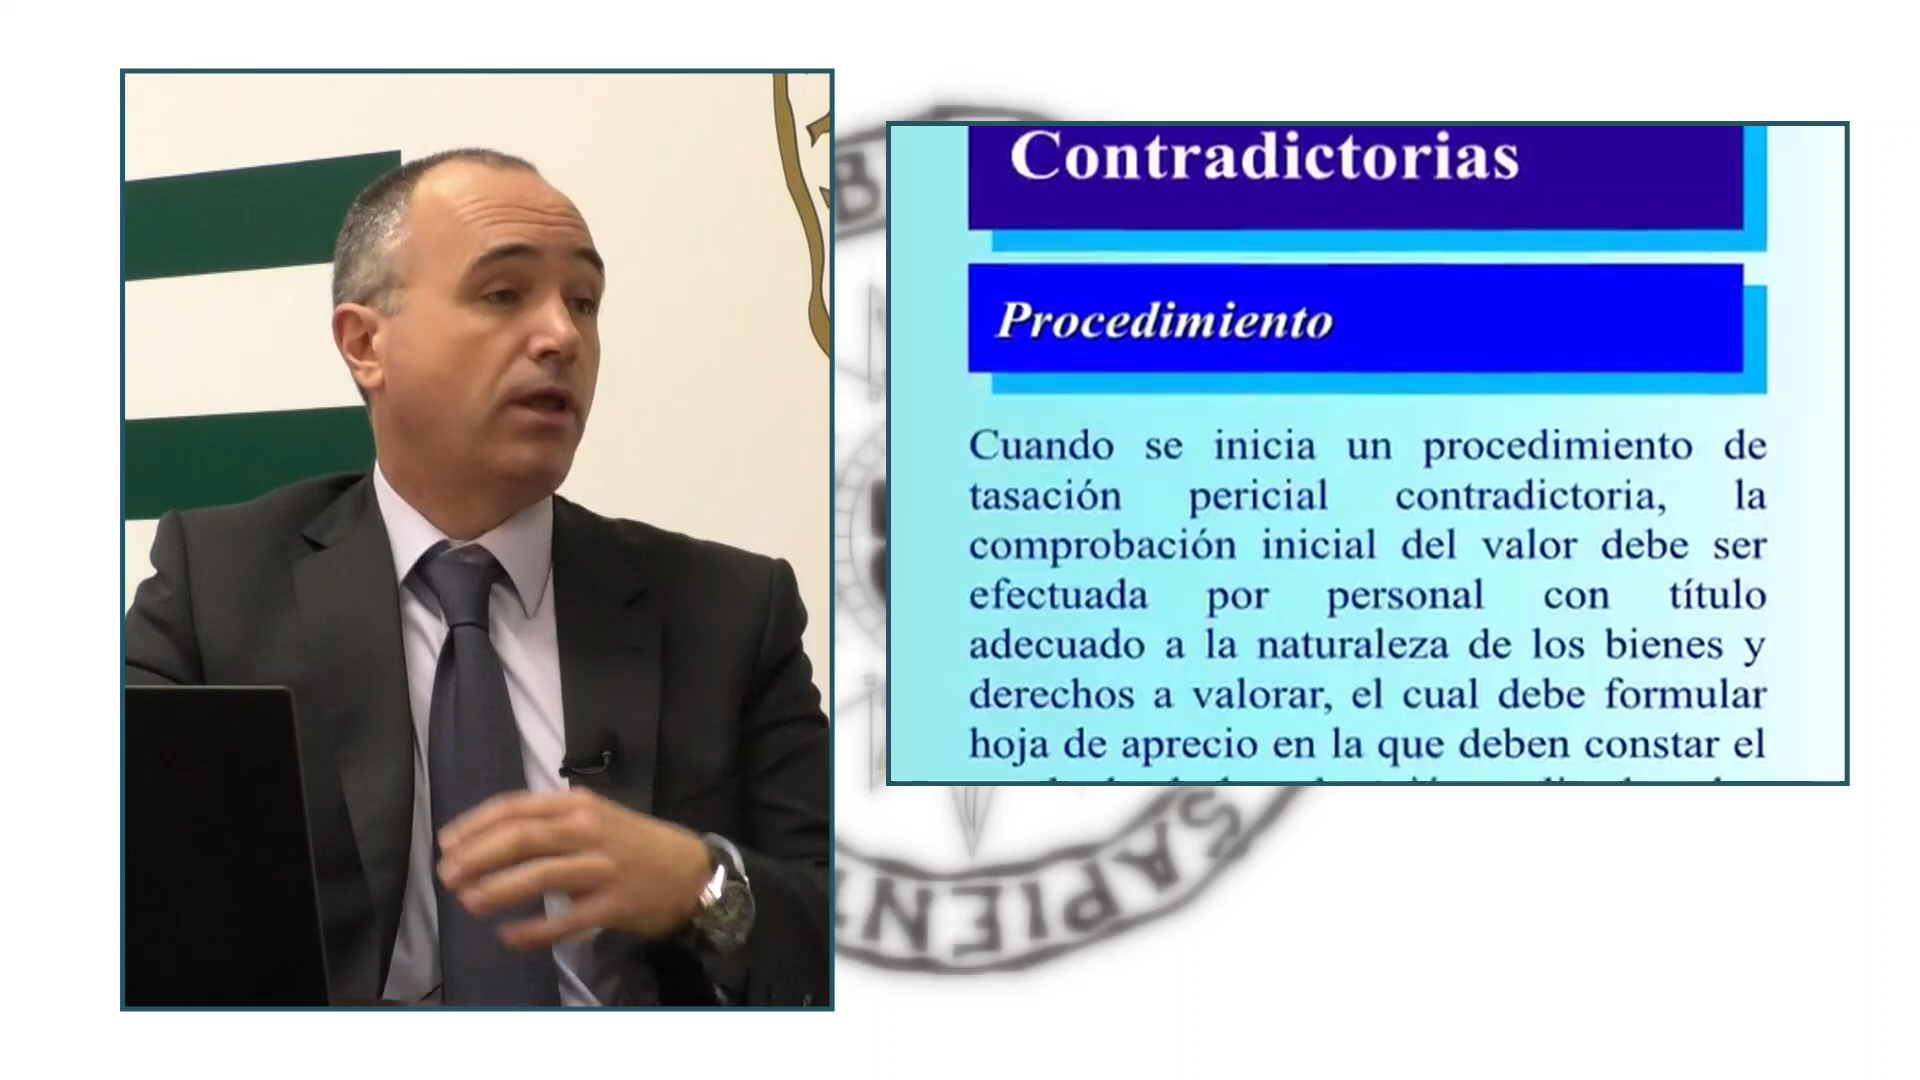 Contradictorias
Procedimiento
Cuando se inicia un procedimiento de
tasación pericial contradictoria, la
comprobación inicial del valor debe ser
efectuada por personal con título
adecuado a la naturaleza de los bienes y
derechos a valorar, el cual debe formular
hoja de aprecio en la que deben constar el